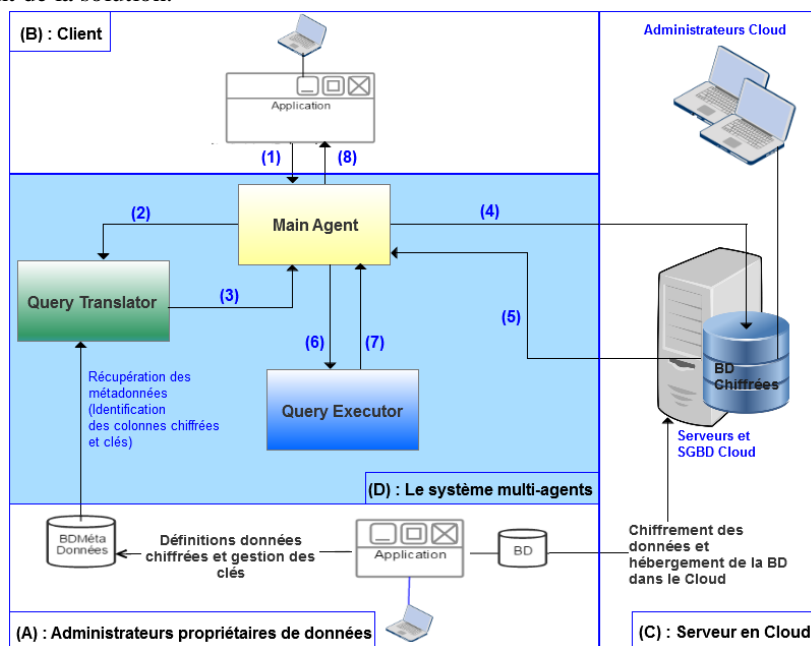 (B) : Client
Application
(1)
(8)
Administrateurs Cloud
(2)
Main Agent
(4)
Query Translator
(3)
(5)
(6)
(7)
Récupération des
métadonnées
(Identification
des colonnes chiffrées
et clés)
Query Executor
BD
Chiffrées
Serveurs et
SGBD Cloud
(D) : Le système multi-agents
BDMéta
Données
Définitions données
chiffrées et gestion des
clés
Application
BD
Chiffrement des
données et
hébergement de la BD
dans le Cloud
(A) : Administrateurs propriétaires de données
(C) : Serveur en Cloud